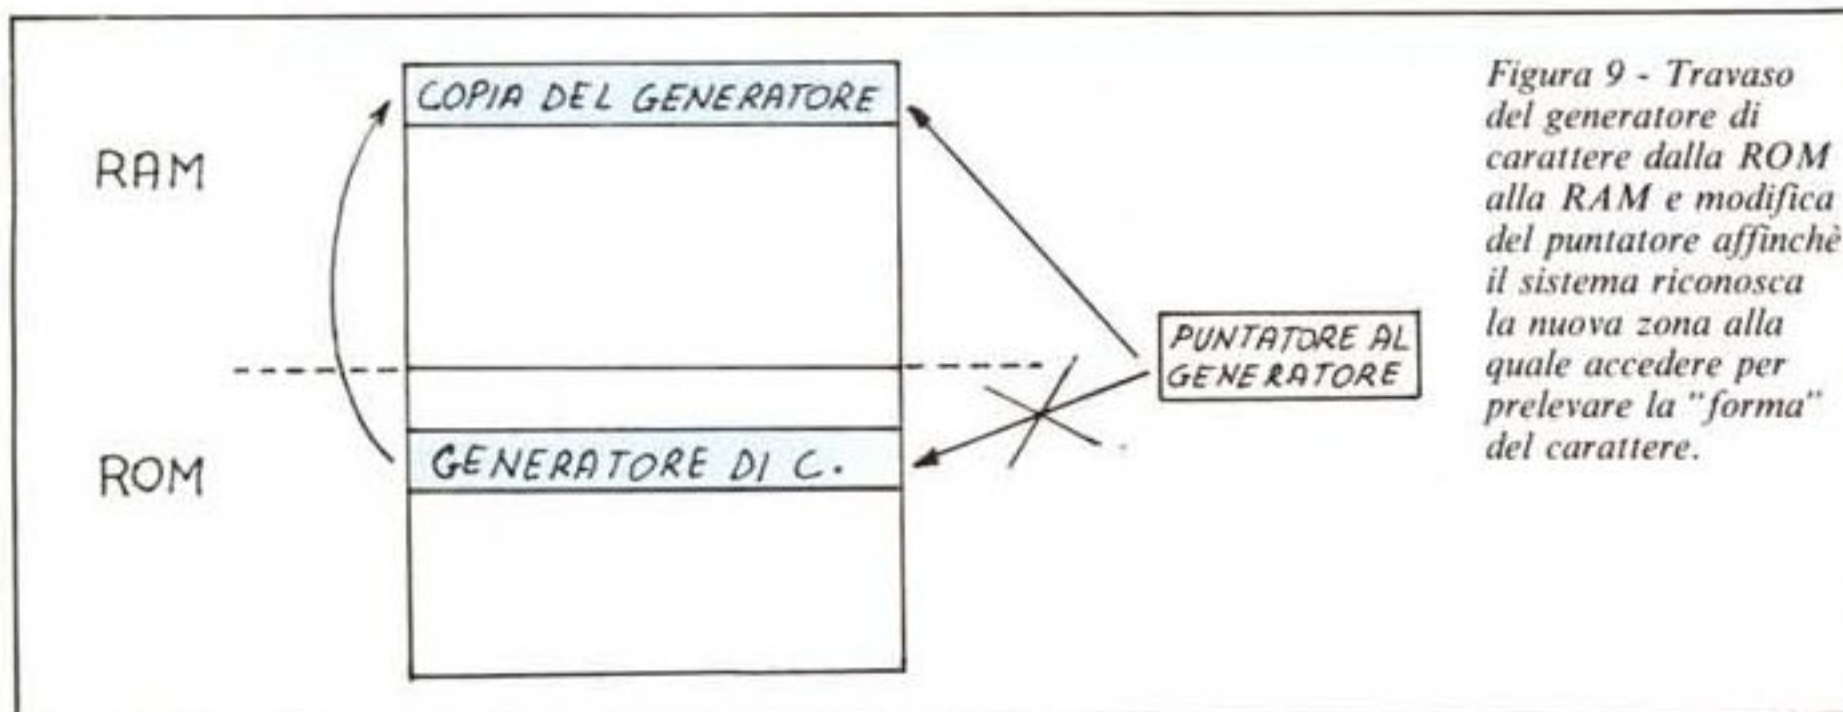 COPIA DEL GENERATORE
RAM
PUNTATORE AL
GENERATORE
ROM
GENERATORE DI C.
Figura 9 - Travaso
del generatore di
carattere dalla ROM
alla RAM e modifica
del puntatore affinchè
il sistema riconosca
la nuova zona alla
quale accedere per
prelevare la "forma"
del carattere.